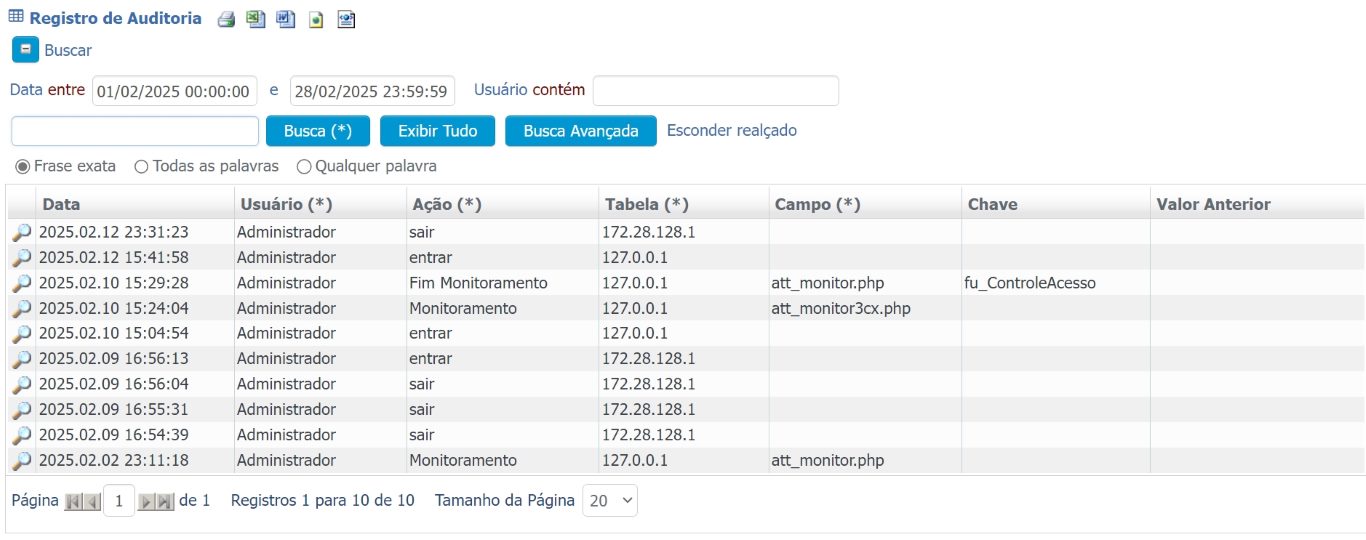 Registro de Auditoria
Buscar
Data entre 01/02/2025 00:00:00 e 28/02/2025 23:59:59 Usuário contém
Busca (*) Exibir Tudo Busca Avançada Esconder realçado
Frase exata Todas as palavras Qualquer palavra
Data Usuário (*) Ação (*) Tabela (*) Campo (*) Chave Valor Anterior
2025.02.12 23:31:23 Administrador sair 172.28.128.1
2025.02.12 15:41:58 Administrador entrar 127.0.0.1
2025.02.10 15:29:28 Administrador Fim Monitoramento 127.0.0.1 att_monitor.php fu_ControleAcesso
2025.02.10 15:24:04 Administrador Monitoramento 127.0.0.1 att_monitor3cx.php
2025.02.10 15:04:54 Administrador entrar 127.0.0.1
2025.02.09 16:56:13 Administrador entrar 172.28.128.1
2025.02.09 16:56:04 Administrador sair 172.28.128.1
2025.02.09 16:55:31 Administrador sair 172.28.128.1
2025.02.09 16:54:39 Administrador sair 172.28.128.1
2025.02.02 23:11:18 Administrador Monitoramento 127.0.0.1 att_monitor.php
Página 1 de 1 Registros 1 para 10 de 10 Tamanho da Página 20